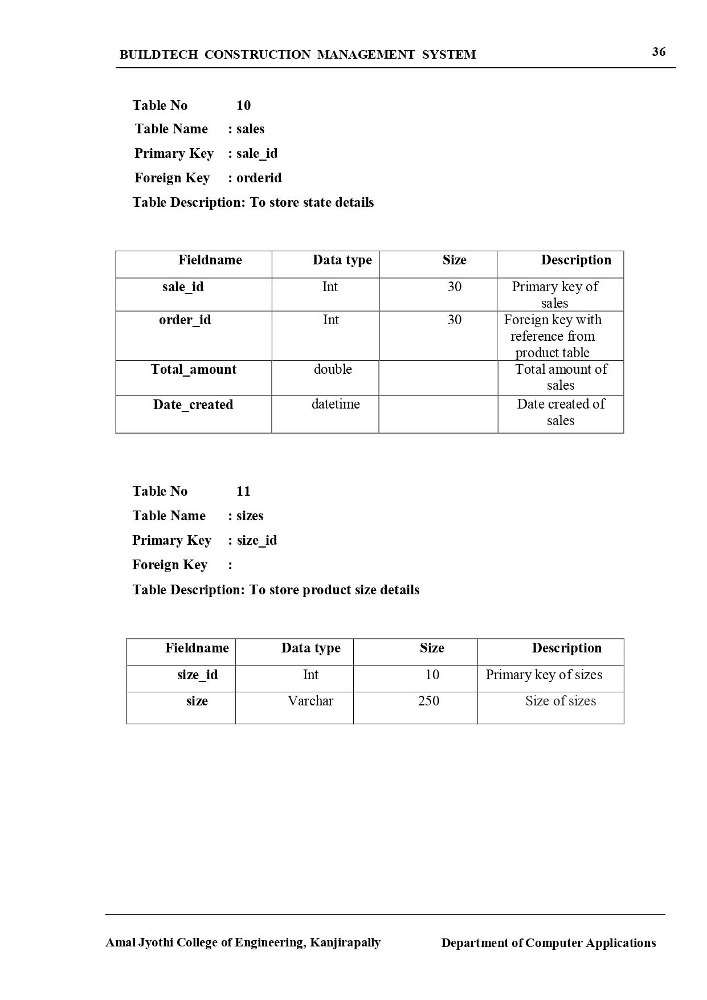 BUILDTECH CONSTRUCTION MANAGEMENT SYSTEM 36
Table No 10
Table Name : sales
Primary Key : sale_id
Foreign Key : orderid
Table Description: To store state details
Fieldname Data type Size Description
sale_id Int 30 Primary key of
sales
order_id Int 30 Foreign key with
reference from
product table
Total_amount double Total amount of
sales
Date_created datetime Date created of
sales
Table No 11
Table Name : sizes
Primary Key : size_id
Foreign Key :
Table Description: To store product size details
Fieldname Data type Size Description
size_id Int 10 Primary key of sizes
size Varchar 250 Size of sizes
Amal Jyothi College of Engineering, Kanjirapally Department of Computer Applications